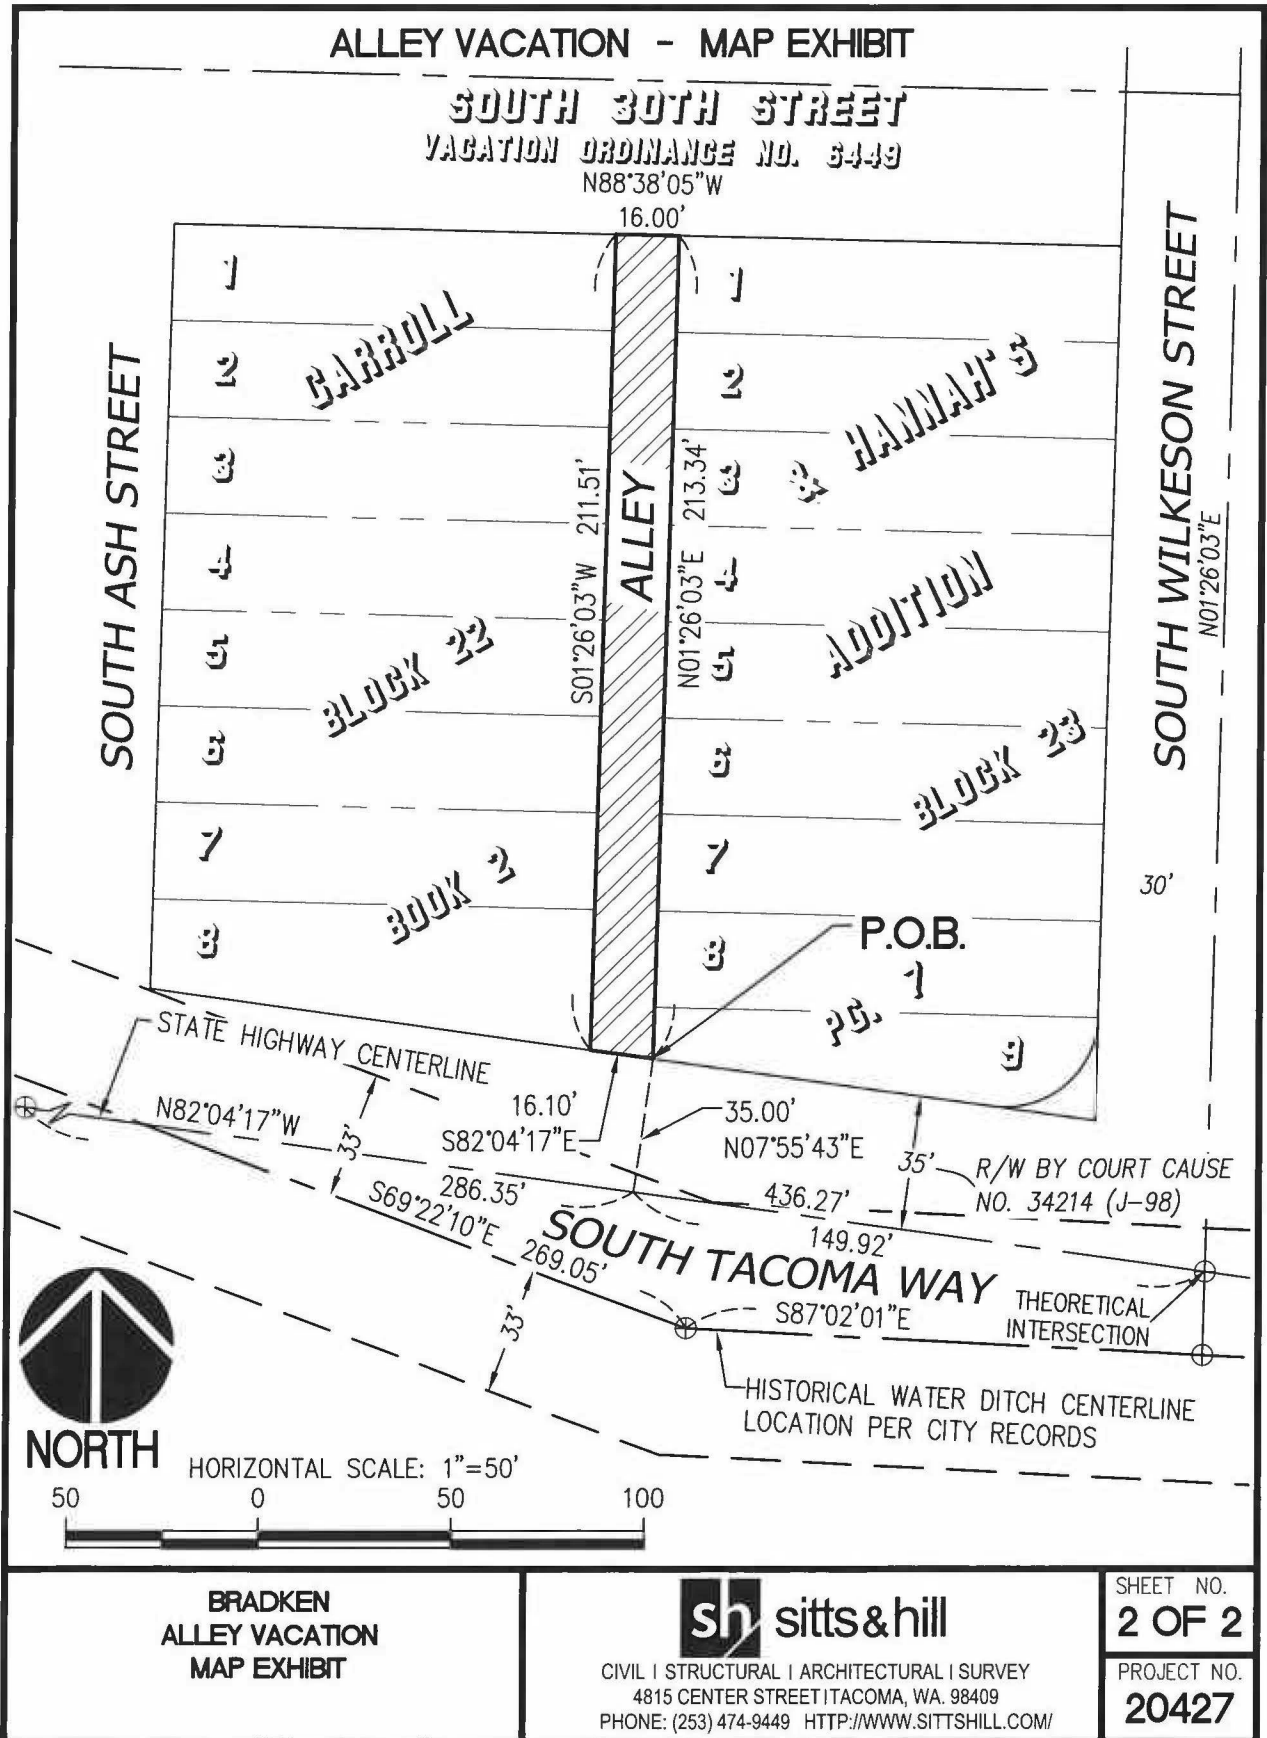 ALLEY VACATION - MAP EXHIBIT
SOUTH 30TH STREET
VACATION ORDINANCE NO. 6449
N88°38'05"W
16.00'
1
2
3
4
5
6
7
8
CARROLL
BLOCK 22
BOOK 2
SOUTH ASH STREET
S01°26'03"W 211.51'
ALLEY
N01°26'03"E 213.34'
1
2
3
4
5
6
7
8
9
& HANNAH'S
ADDITION
BLOCK 23
PG. 1
SOUTH WILKESON STREET
N01°26'03"E
30'
P.O.B.
STATE HIGHWAY CENTERLINE
N82°04'17"W
33'
16.10'
S82°04'17"E
35.00'
N07°55'43"E
35'
R/W BY COURT CAUSE
NO. 34214 (J-98)
286.35'
436.27'
149.92'
S69°22'10"E
269.05'
SOUTH TACOMA WAY
33'
S87°02'01"E
THEORETICAL
INTERSECTION
HISTORICAL WATER DITCH CENTERLINE
LOCATION PER CITY RECORDS
NORTH
HORIZONTAL SCALE: 1"=50'
50 0 50 100
BRADKEN
ALLEY VACATION
MAP EXHIBIT
sh sitts&hill
CIVIL | STRUCTURAL | ARCHITECTURAL | SURVEY
4815 CENTER STREET | TACOMA, WA. 98409
PHONE: (253) 474-9449 HTTP://WWW.SITTSHILL.COM/
SHEET NO.
2 OF 2
PROJECT NO.
20427